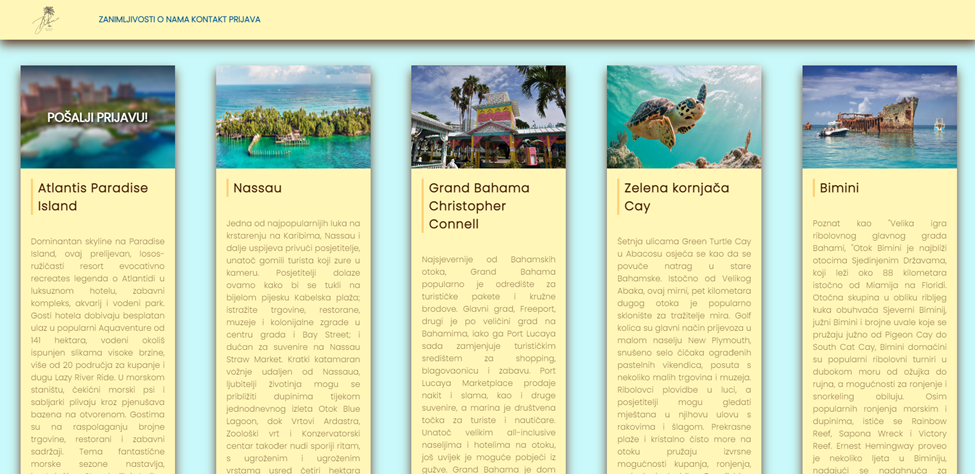 ZANIMLJIVOSTI O NAMA KONTAKT PRIJAVA
POŠALJI PRIJAVU!
Atlantis Paradise
Island
Dominantan skyline na Paradise
Island, ovaj prelijevan, losos-
ružičasti resort evocativno
recreates legenda o Atlantidi u
luksuznom hotelu, zabavni
kompleks, akvarij i vodeni park.
Gosti hotela dobivaju besplatan
ulaz u popularni Aquaventure od
141 hektara, vodeni okoliš
ispunjen slikama visoke brzine,
više od 20 područja za kupanje i
dugu Lazy River Ride. U morskom
staništu, čekični morski psi i
sabljarki plivaju kroz pjenušava
bazena na otvorenom. Gostima
su na raspolaganju brojne
trgovine, restorani i zabavni
sadržaji. Tema fantastične
morske sezone nastavlja,
Nassau
Jedna od najpopularnijih luka na
krstarenju na Karibima, Nassau i
dalje uspijeva privući posjetitelje,
unatoč gomili turista koji zure u
kameru. Posjetitelji dolaze
ovamo kako bi se tukli na
bijelom pijesku Kabelska plaža;
istražite trgovine, restorane,
muzeje i kolonijalne zgrade u
centru grada i Bay Street; i
dućan za suvenire na Nassau
Straw Market. Kratki katamaran
vožnje udaljen od Nassaua,
ljubitelji životinja mogu se
približiti dupinima tijekom
jednodnevnog izleta Otok Blue
Lagoon, dok Vrtovi Ardastra,
Zoološki vrt i Konzervatorski
centar također nudi sporiji ritam,
s ugroženim i ugroženim
vrstama usred četiri hektara
Grand Bahama
Christopher
Connell
Najsjevernije od Bahamskih
otoka, Grand Bahama
popularno je odredište za
turističke pakete i kružne
brodove. Glavni grad, Freeport,
drugi je po veličini grad na
Bahamima, iako ga Port Lucaya
sada zamjenjuje turističkim
središtem za shopping,
blagovaonicu i zabavu. Port
Lucaya Marketplace prodaje
nakit i slama, kao i druge
suvenire, a marina je društvena
točka za turiste i nautičare.
Unatoč velikim all-inclusive
naseljima i hotelima na otoku,
još uvijek je moguće pobjeći iz
gužve. Grand Bahama je dom
Zelena kornjača
Cay
Šetnja ulicama Green Turtle Cay
u Abacosu osjeća se kao da se
povuče natrag u stare
Bahamske. Istočno od Velikog
Abaka, ovaj mirni, pet kilometara
dugog otoka je popularno
sklonište za tražitelje mira. Golf
kolica su glavni način prijevoza u
malom naselju New Plymouth,
snušeno selo čičaka ograđenih
pastelnih vikendica, posuta s
nekoliko malih trgovina i muzeja.
Ribolovci plovidbe u luci, a
posjetitelji mogu gledati
mještana u njihovu ulovu s
rakovima i šlagom. Prekrasne
plaže i kristalno čisto more na
otoku pružaju izvrsne
mogućnosti kupanja, ronjenja,
Bimini
Poznat kao "Velika igra
ribolovnog glavnog grada
Bahami, "Otok Bimini je najbliži
otocima Sjedinjenim Državama,
koji leži oko 88 kilometara
istočno od Miamija na Floridi.
Otočna skupina u obliku ribljeg
kuka obuhvaća Sjeverni Bimini,
južni Bimini i brojne uvale koje se
pružaju južno od Pigeon Cay do
South Cat Cay, Bimini domaćini
su popularni ribolovni turniri u
dubokom moru od ožujka do
rujna, a mogućnosti za ronjenje i
snorkeling obiluju. Osim
popularnih ronjenja morskim i
dupinima, ističe se Rainbow
Reef, Sapona Wreck i Victory
Reef. Ernest Hemingway proveo
je nekoliko ljeta u Biminiju,
nadajući se nadahnuća za